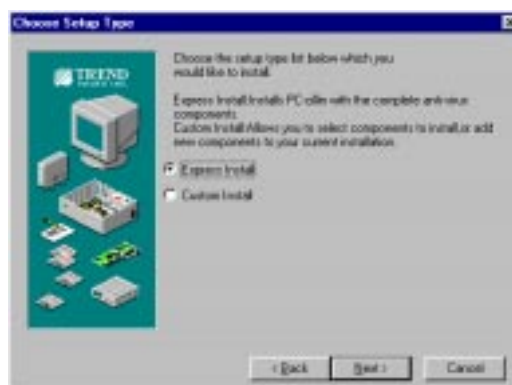 Choose Setup Type
TREND
MICRO INC.
Choose the setup type list below which you
would like to install.
Express Install:Installs PC-cillin with the complete anti-virus
components.
Custom Install:Allows you to select components to install,or add
new components to your current installation.
Express Install
Custom Install
< Back
Next >
Cancel